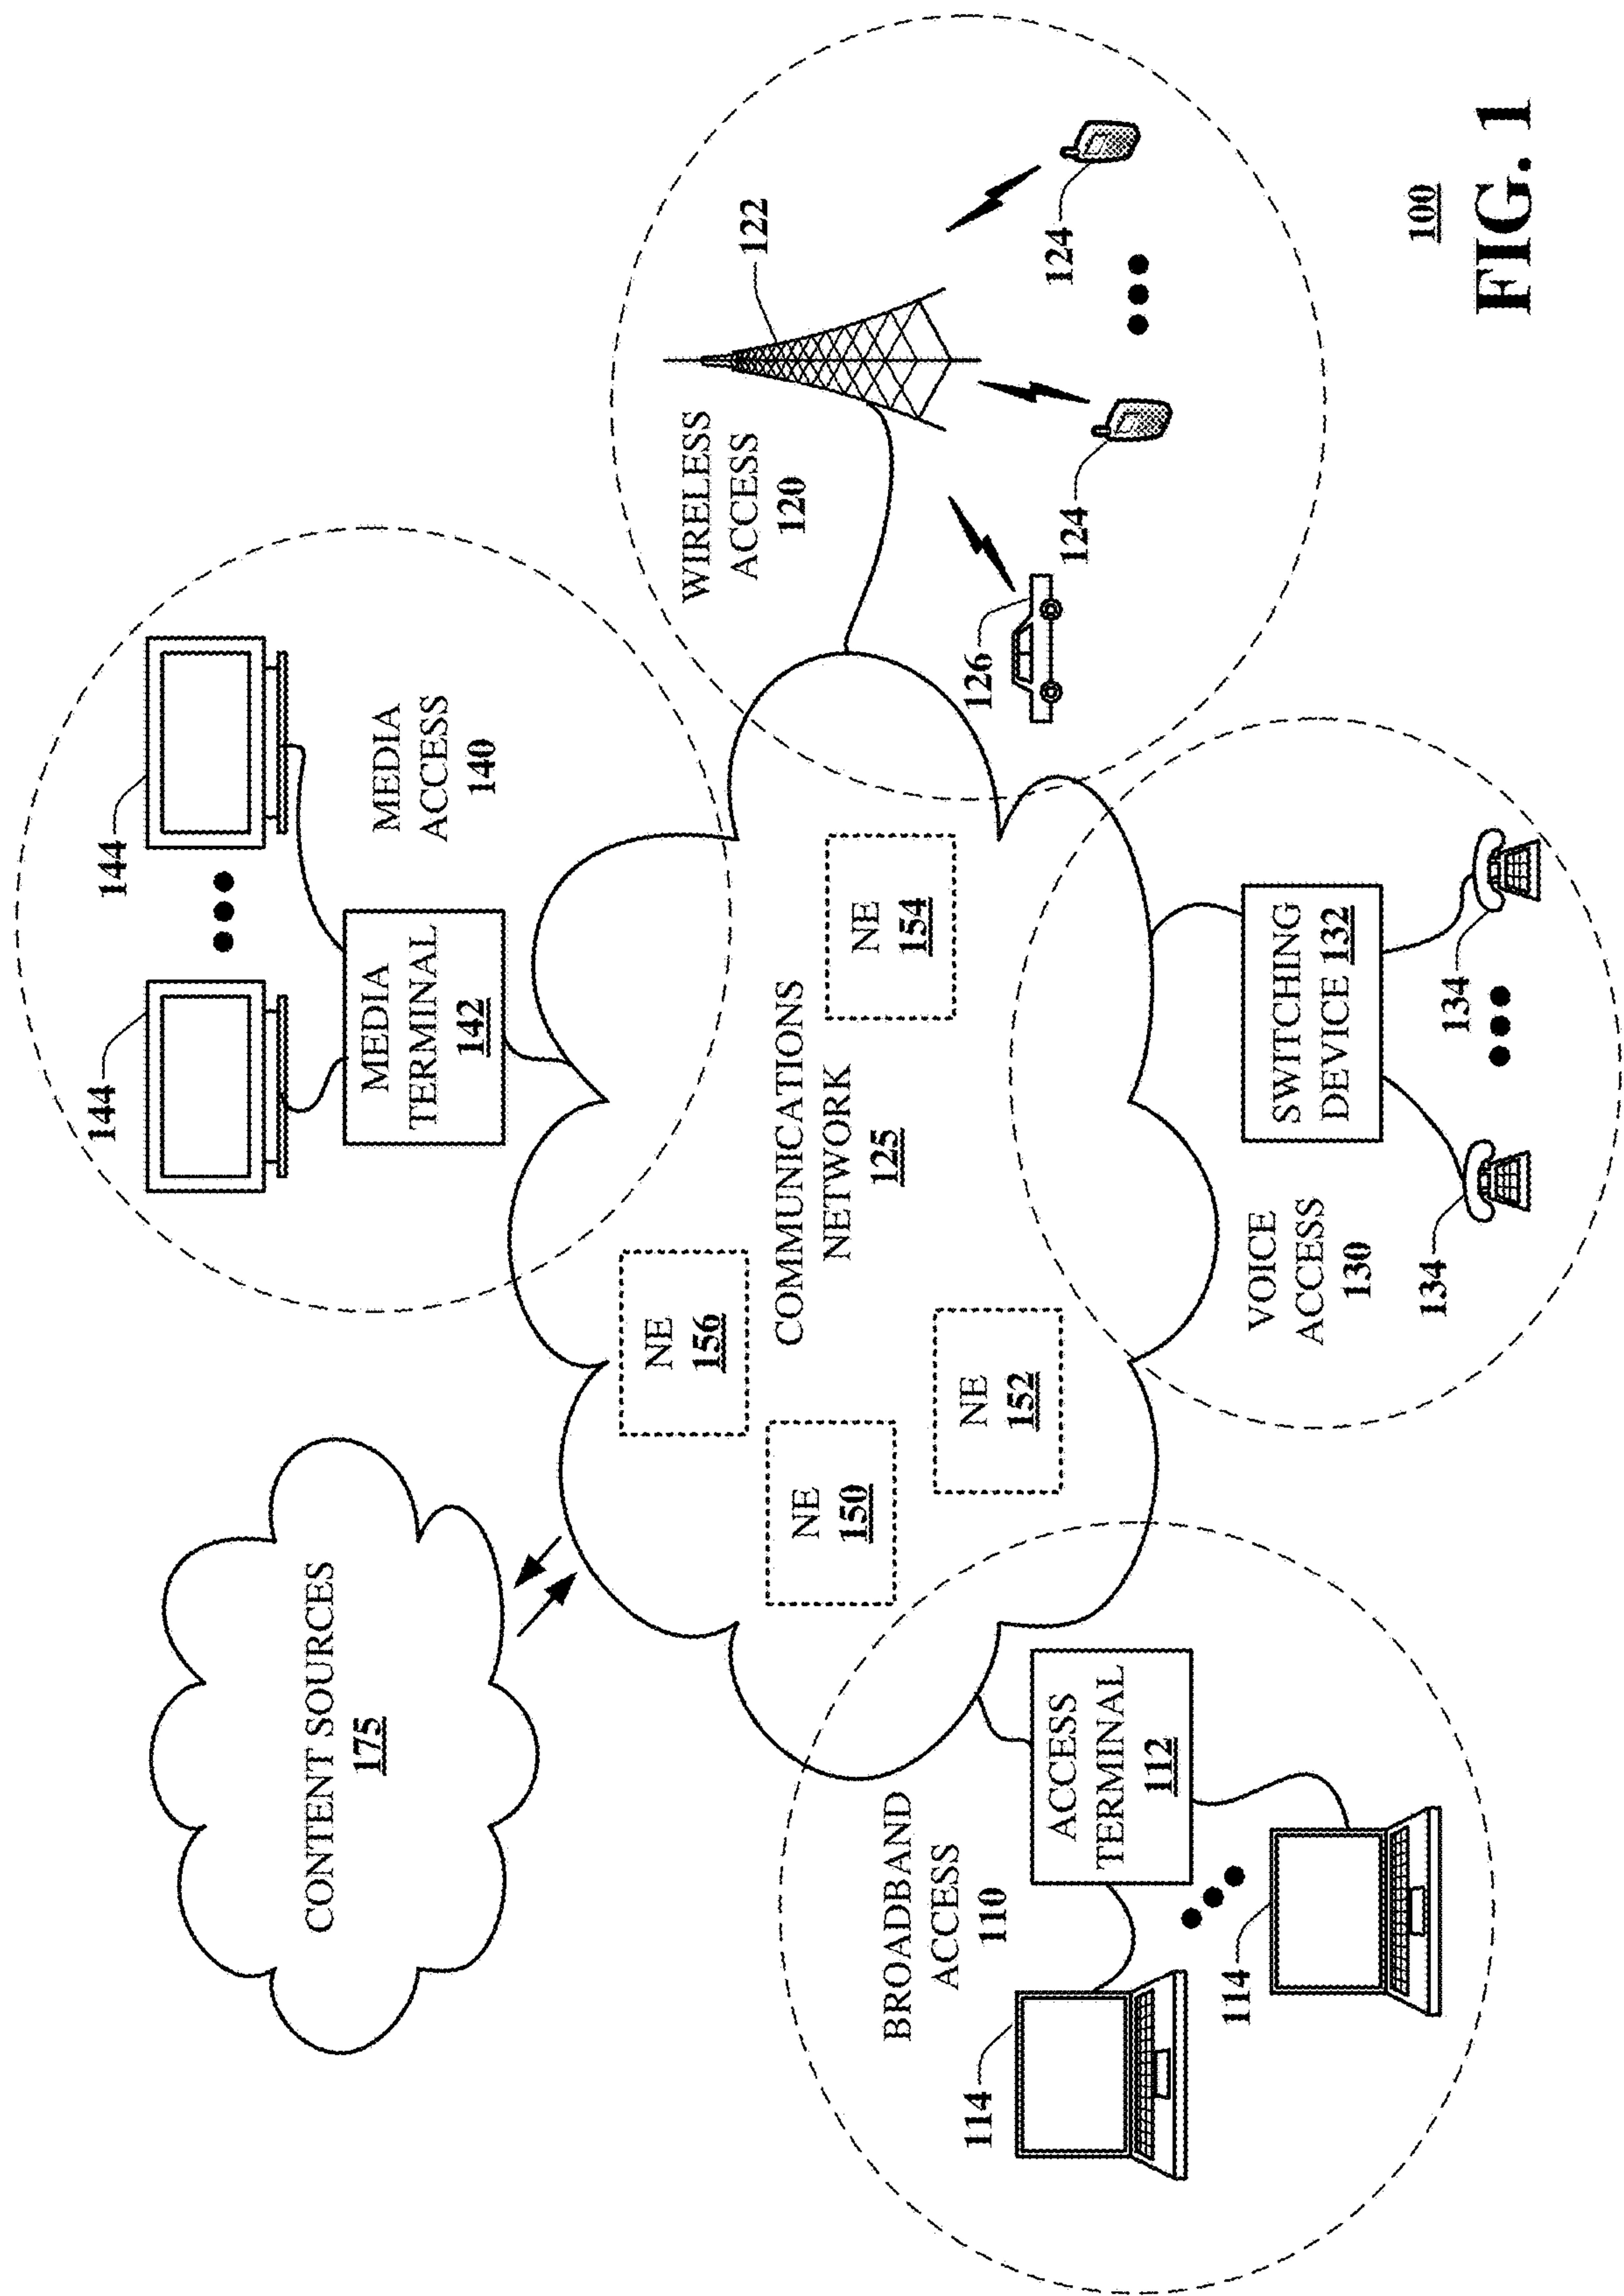 CONTENT SOURCES
175
144
144
MEDIA
TERMINAL
142
MEDIA
ACCESS
140
NE
156
NE
150
NE
152
NE
154
COMMUNICATIONS
NETWORK
125
WIRELESS
ACCESS
120
122
124
124
126
BROADBAND
ACCESS
110
ACCESS
TERMINAL
112
114
114
VOICE
ACCESS
130
SWITCHING
DEVICE 132
134
134
100
FIG. 1